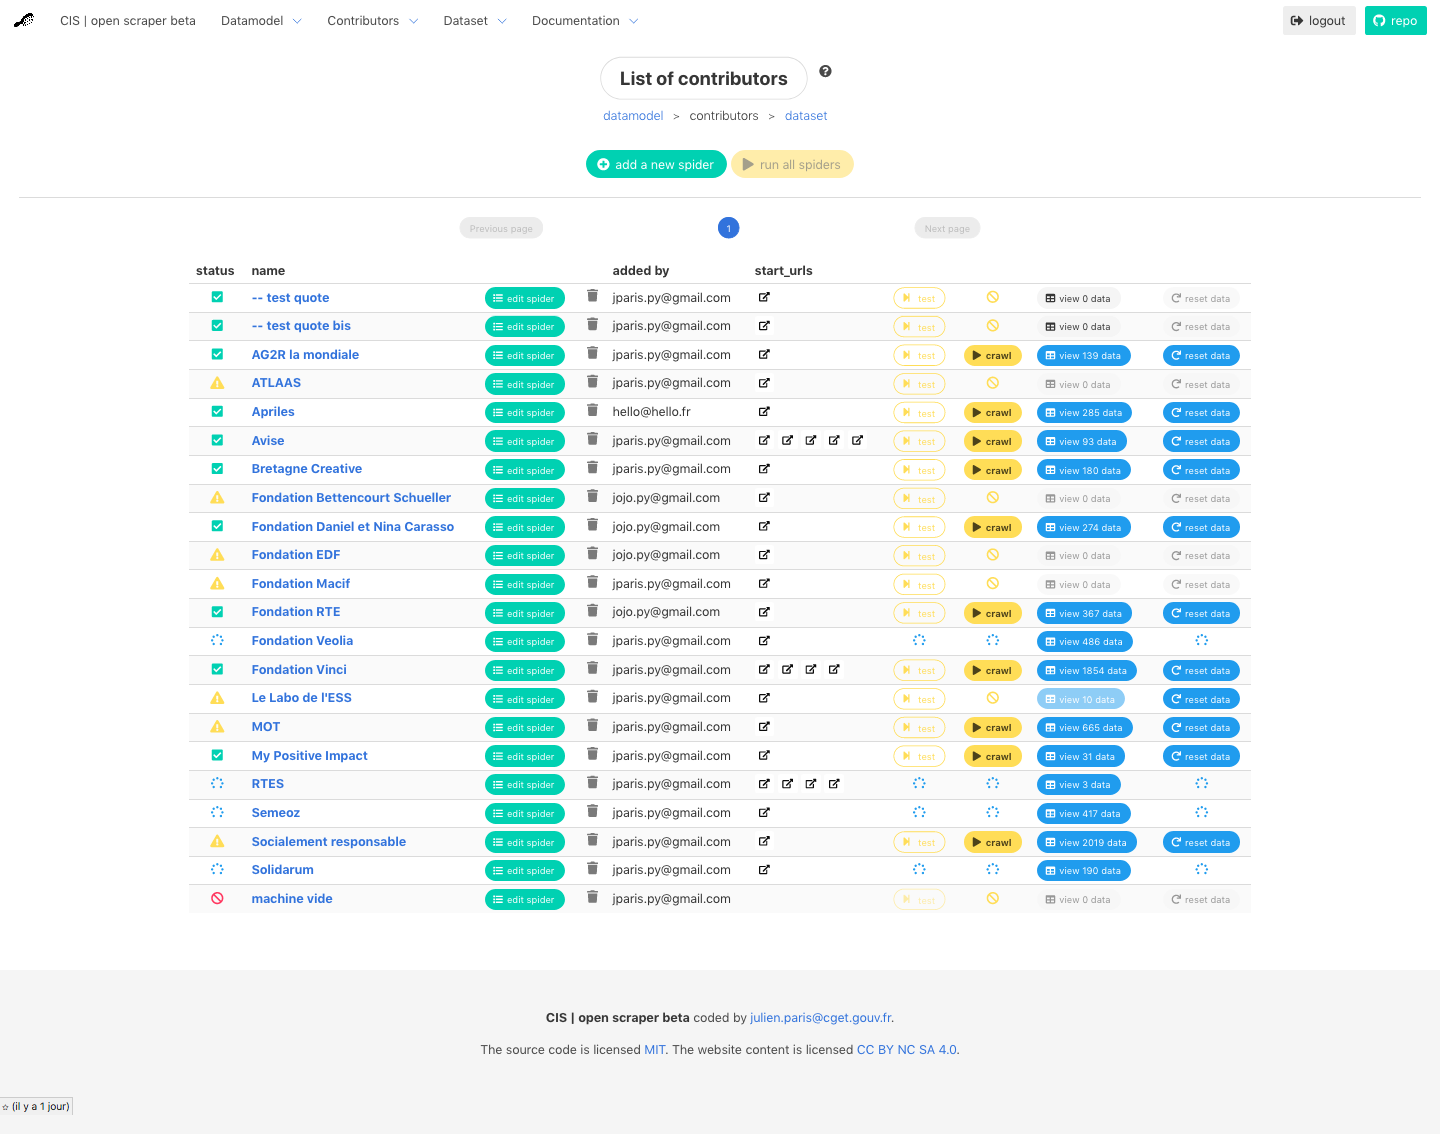 CIS | open scraper beta Datamodel Contributors Dataset Documentation logout repo
List of contributors
datamodel > contributors > dataset
add a new spider run all spiders
Previous page 1 Next page
status name added by start_urls
-- test quote edit spider jparis.py@gmail.com test view 0 data reset data
-- test quote bis edit spider jparis.py@gmail.com test view 0 data reset data
AG2R la mondiale edit spider jparis.py@gmail.com test crawl view 139 data reset data
ATLAAS edit spider jparis.py@gmail.com test view 0 data reset data
Apriles edit spider hello@hello.fr test crawl view 285 data reset data
Avise edit spider jparis.py@gmail.com test crawl view 93 data reset data
Bretagne Creative edit spider jparis.py@gmail.com test crawl view 180 data reset data
Fondation Bettencourt Schueller edit spider jojo.py@gmail.com test view 0 data reset data
Fondation Daniel et Nina Carasso edit spider jojo.py@gmail.com test crawl view 274 data reset data
Fondation EDF edit spider jojo.py@gmail.com test view 0 data reset data
Fondation Macif edit spider jparis.py@gmail.com test view 0 data reset data
Fondation RTE edit spider jojo.py@gmail.com test crawl view 367 data reset data
Fondation Veolia edit spider jparis.py@gmail.com view 486 data
Fondation Vinci edit spider jparis.py@gmail.com test crawl view 1854 data reset data
Le Labo de l'ESS edit spider jparis.py@gmail.com test view 10 data reset data
MOT edit spider jparis.py@gmail.com test crawl view 665 data reset data
My Positive Impact edit spider jparis.py@gmail.com test crawl view 31 data reset data
RTES edit spider jparis.py@gmail.com view 3 data
Semeoz edit spider jparis.py@gmail.com view 417 data
Socialement responsable edit spider jparis.py@gmail.com test crawl view 2019 data reset data
Solidarum edit spider jparis.py@gmail.com view 190 data
machine vide edit spider jparis.py@gmail.com test view 0 data reset data
CIS | open scraper beta coded by julien.paris@cget.gouv.fr.
The source code is licensed MIT. The website content is licensed CC BY NC SA 4.0.
(il y a 1 jour)